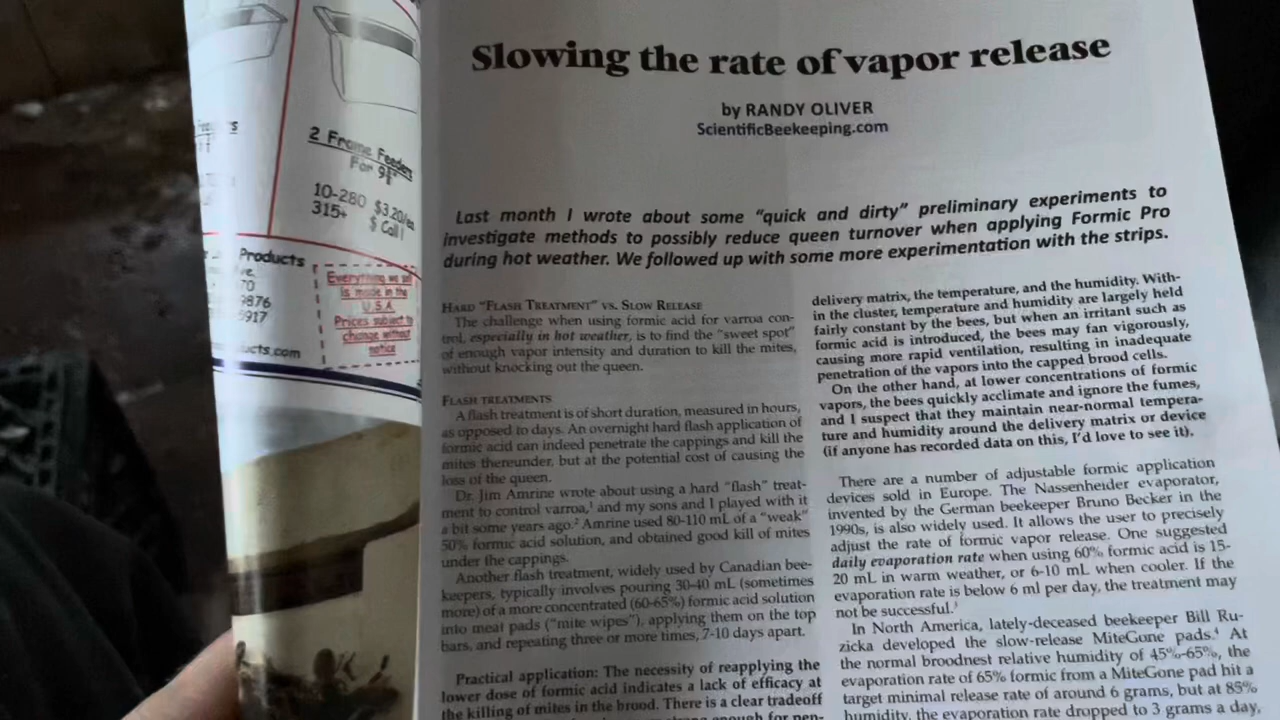 2 Frame Feeders
For 9⅝"
10-280 $3.20/ea
315+ $ Call!
Products
ve.
70
9876
5917
ucts.com
Everything we sell
is made in the
U.S.A
Prices subject to
change without
notice
Slowing the rate of vapor release
by RANDY OLIVER
ScientificBeekeeping.com
Last month I wrote about some “quick and dirty” preliminary experiments to
investigate methods to possibly reduce queen turnover when applying Formic Pro
during hot weather. We followed up with some more experimentation with the strips.
Hard “Flash Treatment” vs. Slow Release
The challenge when using formic acid for varroa con-
trol, especially in hot weather, is to find the “sweet spot”
of enough vapor intensity and duration to kill the mites,
without knocking out the queen.
Flash treatments
A flash treatment is of short duration, measured in hours,
as opposed to days. An overnight hard flash application of
formic acid can indeed penetrate the cappings and kill the
mites thereunder, but at the potential cost of causing the
loss of the queen.
Dr. Jim Amrine wrote about using a hard “flash” treat-
ment to control varroa,¹ and my sons and I played with it
a bit some years ago.² Amrine used 80-110 mL of a “weak”
50% formic acid solution, and obtained good kill of mites
under the cappings.
Another flash treatment, widely used by Canadian bee-
keepers, typically involves pouring 30-40 mL (sometimes
more) of a more concentrated (60-65%) formic acid solution
into meat pads (“mite wipes”), applying them on the top
bars, and repeating three or more times, 7-10 days apart.
Practical application: The necessity of reapplying the
lower dose of formic acid indicates a lack of efficacy at
the killing of mites in the brood. There is a clear tradeoff
enough for pen-
delivery matrix, the temperature, and the humidity. With-
in the cluster, temperature and humidity are largely held
fairly constant by the bees, but when an irritant such as
formic acid is introduced, the bees may fan vigorously,
causing more rapid ventilation, resulting in inadequate
penetration of the vapors into the capped brood cells.
On the other hand, at lower concentrations of formic
vapors, the bees quickly acclimate and ignore the fumes,
and I suspect that they maintain near-normal tempera-
ture and humidity around the delivery matrix or device
(if anyone has recorded data on this, I’d love to see it).
There are a number of adjustable formic application
devices sold in Europe. The Nassenheider evaporator,
invented by the German beekeeper Bruno Becker in the
1990s, is also widely used. It allows the user to precisely
adjust the rate of formic vapor release. One suggested
daily evaporation rate when using 60% formic acid is 15-
20 mL in warm weather, or 6-10 mL when cooler. If the
evaporation rate is below 6 ml per day, the treatment may
not be successful.³
In North America, lately-deceased beekeeper Bill Ru-
zicka developed the slow-release MiteGone pads.⁴ At
the normal broodnest relative humidity of 45%-65%, the
evaporation rate of 65% formic from a MiteGone pad hit a
target minimal release rate of around 6 grams, but at 85%
humidity, the evaporation rate dropped to 3 grams a day,